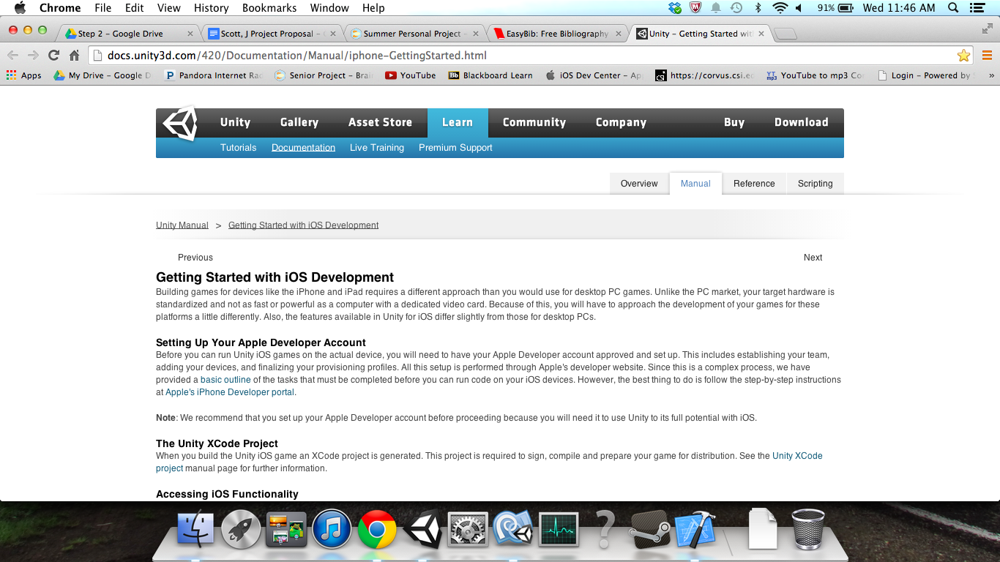 Chrome File Edit View History Bookmarks Window Help 91% Wed 11:46 AM
Step 2 – Google Drive Scott, J Project Proposal – Summer Personal Project – EasyBib: Free Bibliography Unity – Getting Started with
docs.unity3d.com/420/Documentation/Manual/iphone-GettingStarted.html
Apps My Drive – Google D Pandora Internet Rad Senior Project – Brai YouTube Bb Blackboard Learn iOS Dev Center – Ap csi https://corvus.csi.ed YT mp3 YouTube to mp3 Co Login – Powered by »
Unity Gallery Asset Store Learn Community Company Buy Download
Tutorials Documentation Live Training Premium Support
Overview Manual Reference Scripting
Unity Manual > Getting Started with iOS Development
Previous Next
Getting Started with iOS Development
Building games for devices like the iPhone and iPad requires a different approach than you would use for desktop PC games. Unlike the PC market, your target hardware is
standardized and not as fast or powerful as a computer with a dedicated video card. Because of this, you will have to approach the development of your games for these
platforms a little differently. Also, the features available in Unity for iOS differ slightly from those for desktop PCs.
Setting Up Your Apple Developer Account
Before you can run Unity iOS games on the actual device, you will need to have your Apple Developer account approved and set up. This includes establishing your team,
adding your devices, and finalizing your provisioning profiles. All this setup is performed through Apple's developer website. Since this is a complex process, we have
provided a basic outline of the tasks that must be completed before you can run code on your iOS devices. However, the best thing to do is follow the step-by-step instructions
at Apple's iPhone Developer portal.
Note: We recommend that you set up your Apple Developer account before proceeding because you will need it to use Unity to its full potential with iOS.
The Unity XCode Project
When you build the Unity iOS game an XCode project is generated. This project is required to sign, compile and prepare your game for distribution. See the Unity XCode
project manual page for further information.
Accessing iOS Functionality